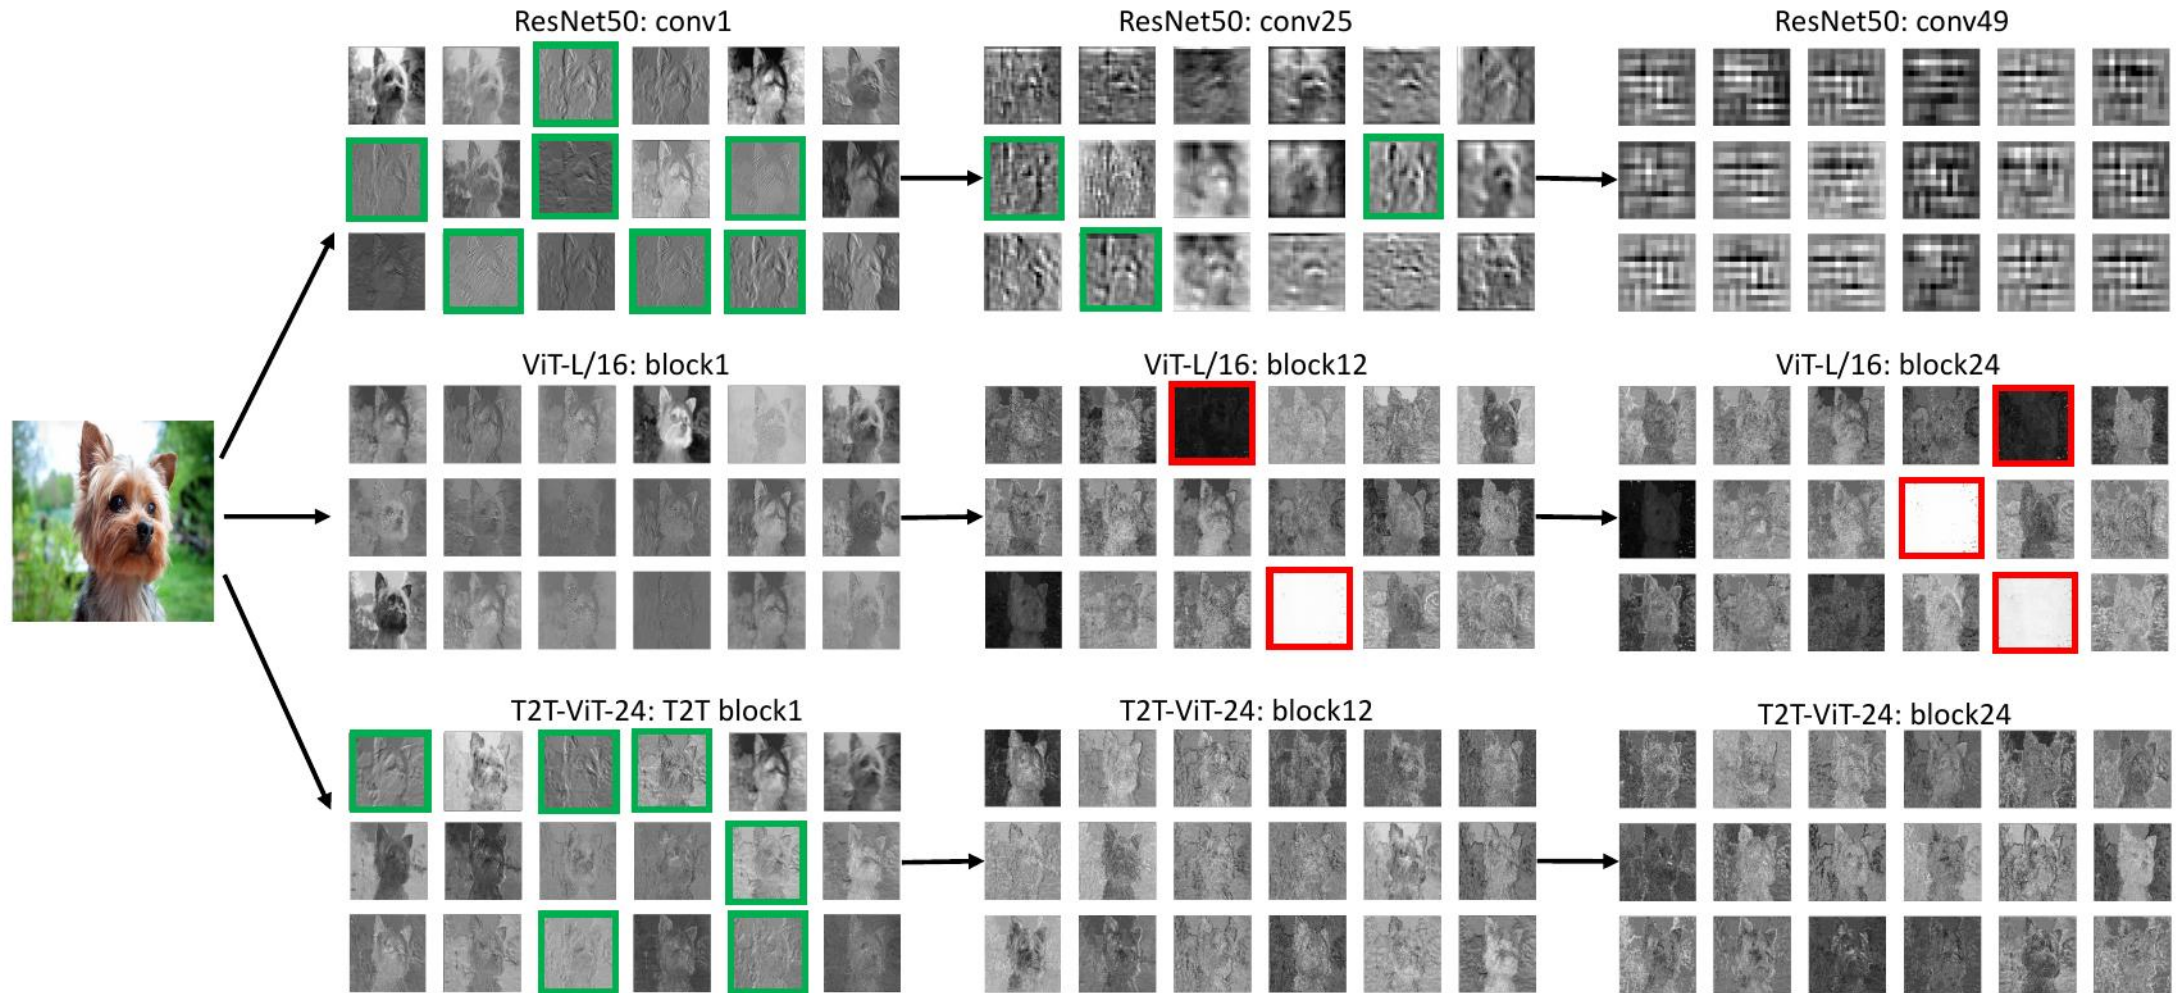 ResNet50: conv1
ResNet50: conv25
ResNet50: conv49
ViT-L/16: block1
ViT-L/16: block12
ViT-L/16: block24
T2T-ViT-24: T2T block1
T2T-ViT-24: block12
T2T-ViT-24: block24